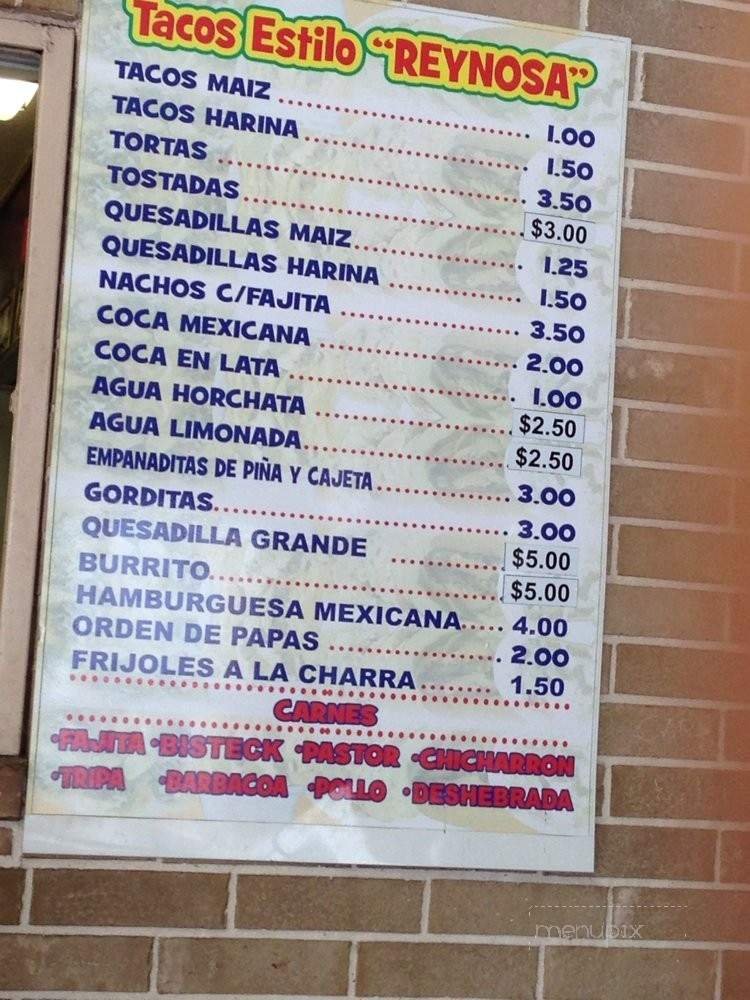 Tacos Estilo "REYNOSA"
TACOS MAIZ ........ 1.00
TACOS HARINA ........ 1.50
TORTAS ........ 3.50
TOSTADAS ........ $3.00
QUESADILLAS MAIZ ........ 1.25
QUESADILLAS HARINA ........ 1.50
NACHOS C/FAJITA ........ 3.50
COCA MEXICANA ........ 2.00
COCA EN LATA ........ 1.00
AGUA HORCHATA ........ $2.50
AGUA LIMONADA ........ $2.50
EMPANADITAS DE PIÑA Y CAJETA ........ 3.00
GORDITAS ........ 3.00
QUESADILLA GRANDE ........ $5.00
BURRITO ........ $5.00
HAMBURGUESA MEXICANA ..... 4.00
ORDEN DE PAPAS ........ 2.00
FRIJOLES A LA CHARRA ........ 1.50
CARNES
•FAJITA •BISTECK •PASTOR •CHICHARRON
•TRIPA •BARBACOA •POLLO •DESHEBRADA
menupix